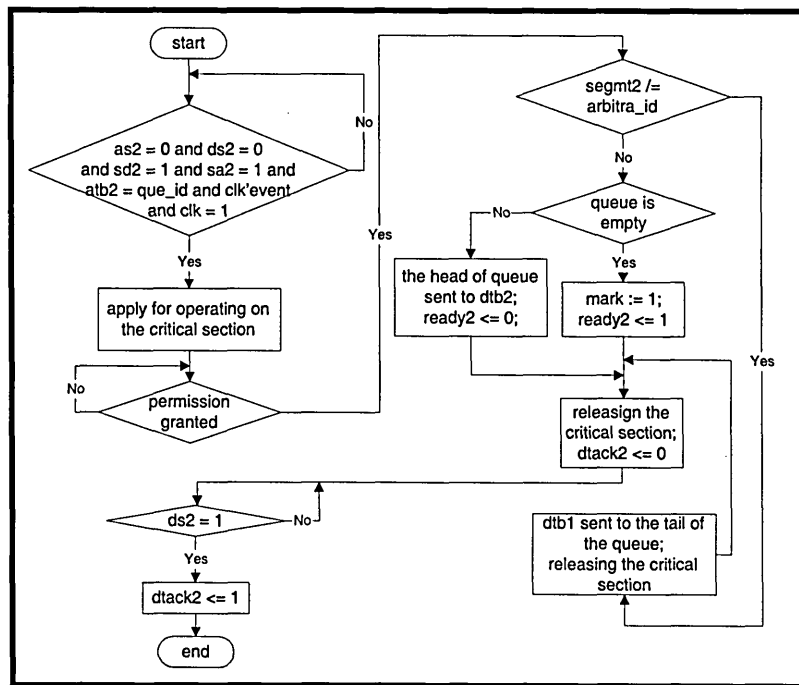 start
No
as2 = 0 and ds2 = 0
and sd2 = 1 and sa2 = 1 and
atb2 = que_id and clk'event
and clk = 1
Yes
apply for operating on
the critical section
No
permission
granted
Yes
segmt2 /=
arbitra_id
No
queue is
empty
No
Yes
the head of queue
sent to dtb2;
ready2 <= 0;
mark := 1;
ready2 <= 1
Yes
releasign the
critical section;
dtack2 <= 0
dtb1 sent to the tail of
the queue;
releasing the critical
section
ds2 = 1
No
Yes
dtack2 <= 1
end